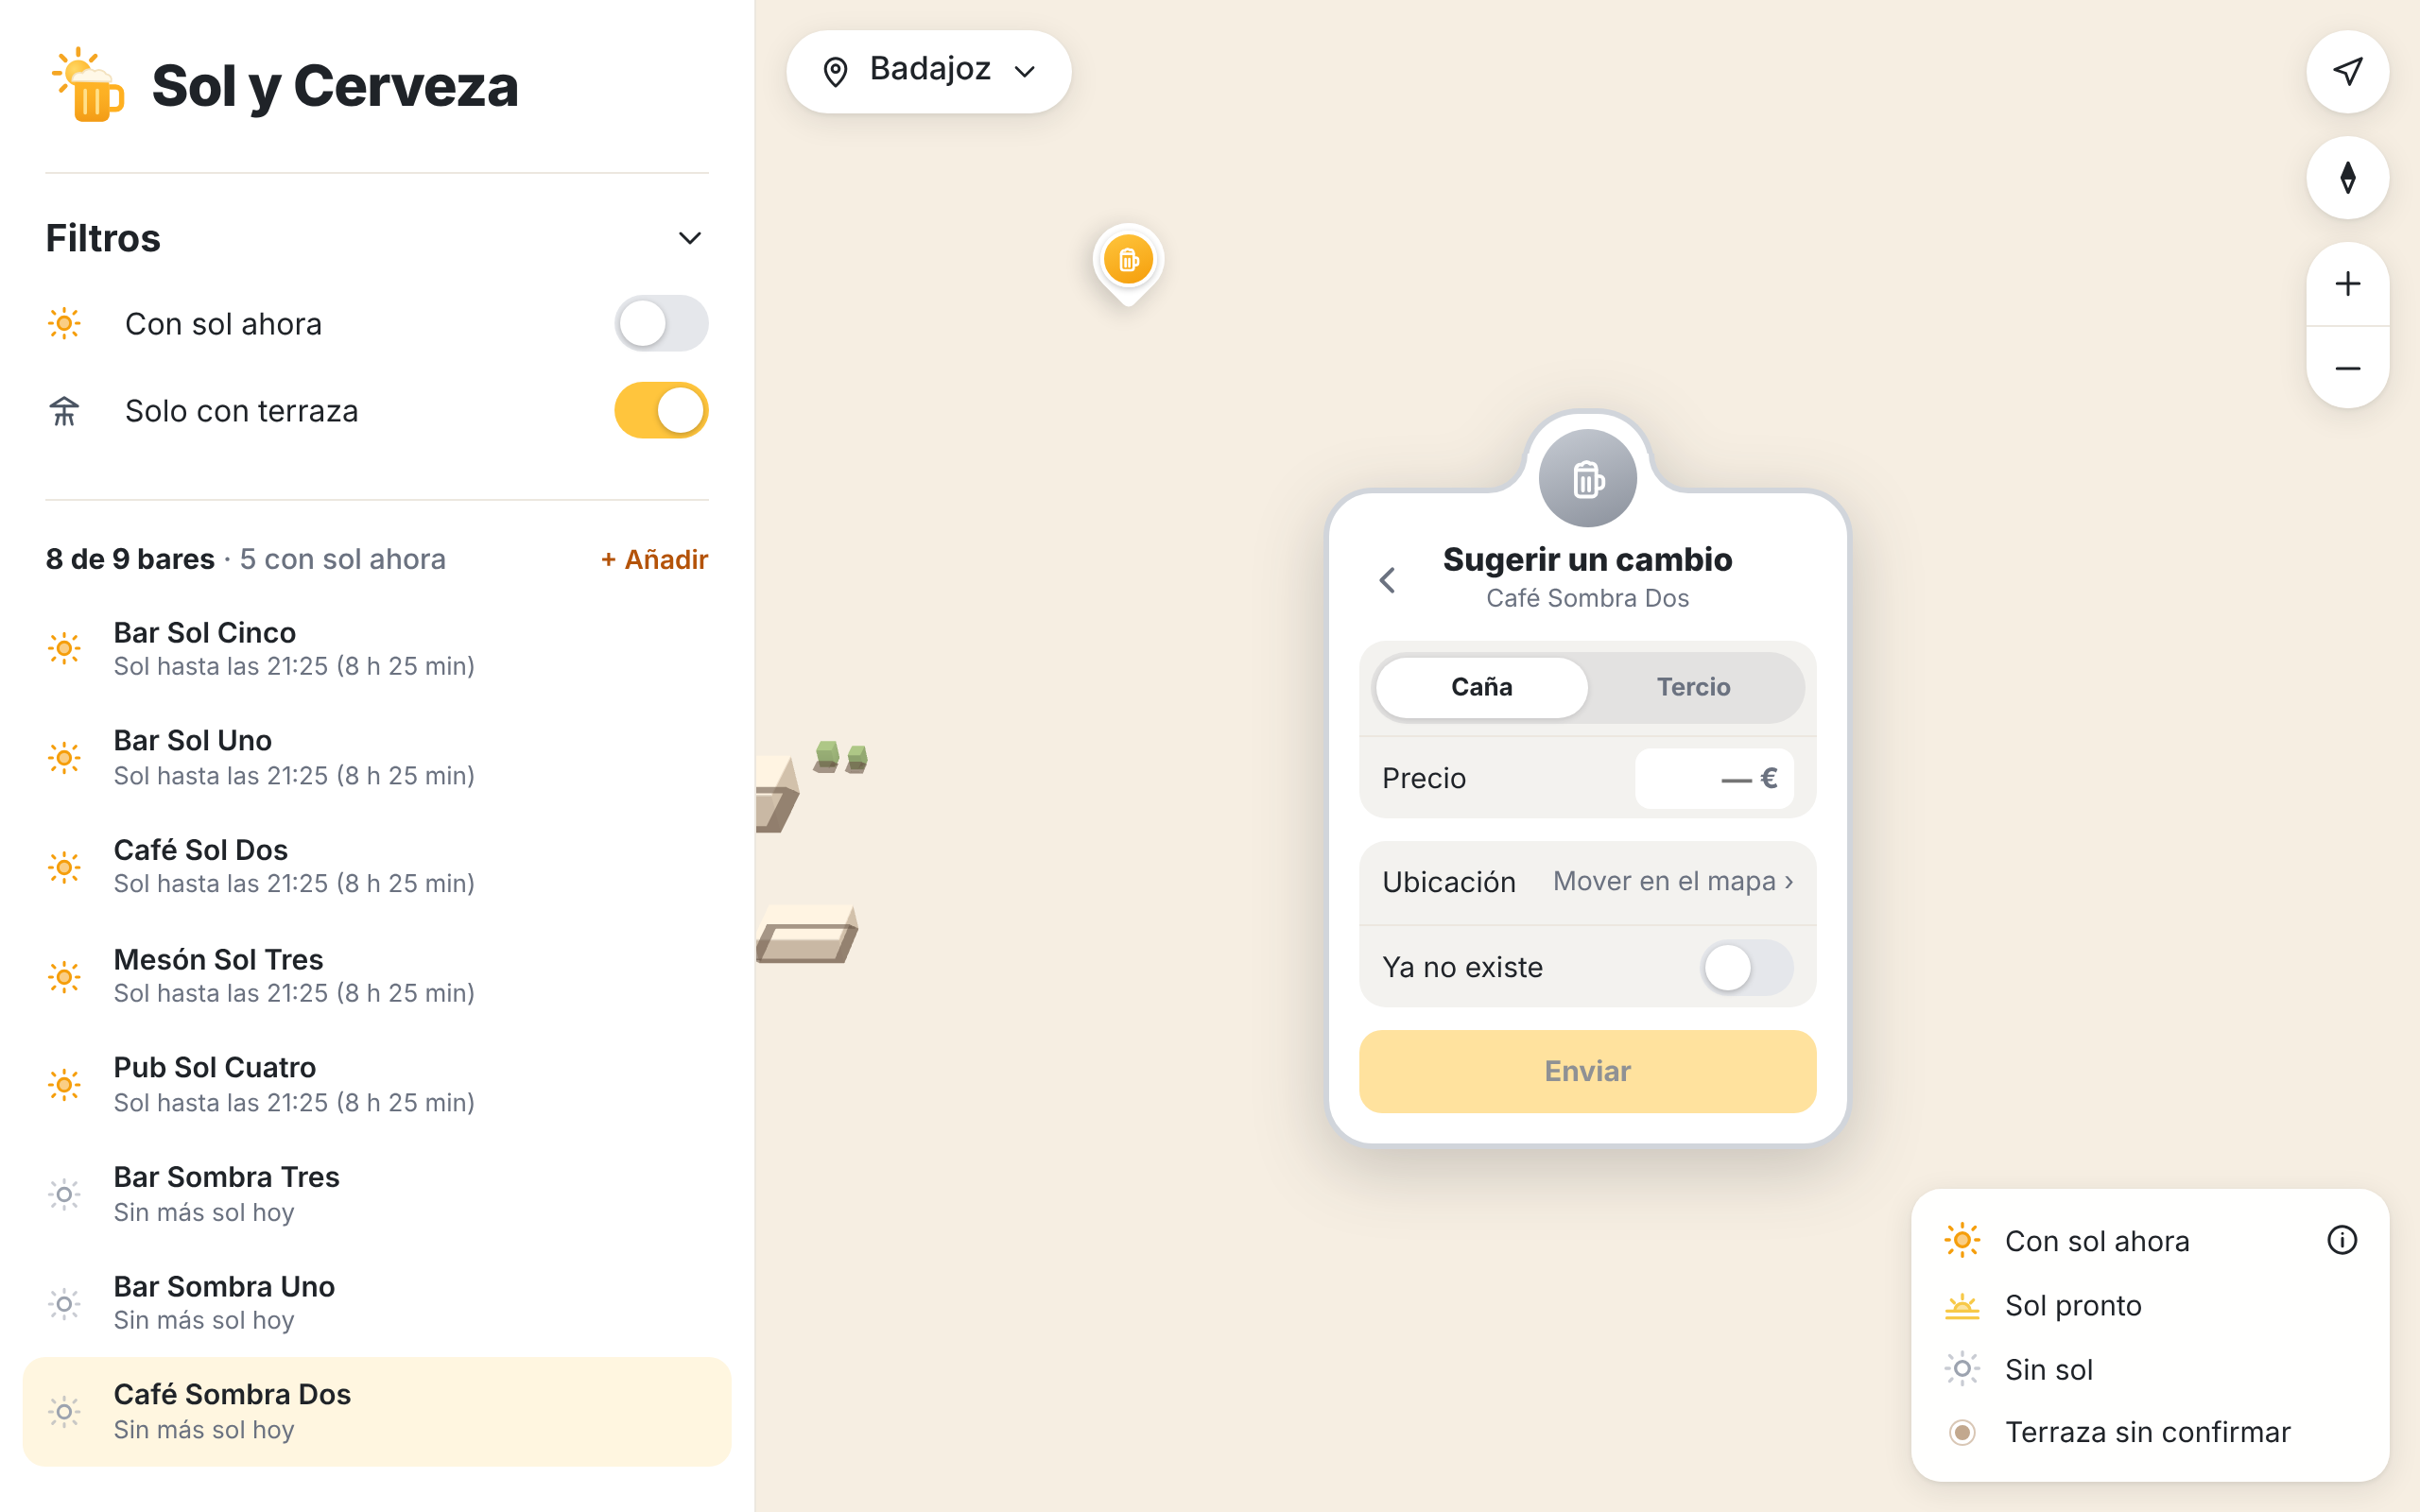 Sol y Cerveza
Filtros
Con sol ahora
Solo con terraza
8 de 9 bares · 5 con sol ahora
+ Añadir
Bar Sol Cinco
Sol hasta las 21:25 (8 h 25 min)
Bar Sol Uno
Sol hasta las 21:25 (8 h 25 min)
Café Sol Dos
Sol hasta las 21:25 (8 h 25 min)
Mesón Sol Tres
Sol hasta las 21:25 (8 h 25 min)
Pub Sol Cuatro
Sol hasta las 21:25 (8 h 25 min)
Bar Sombra Tres
Sin más sol hoy
Bar Sombra Uno
Sin más sol hoy
Café Sombra Dos
Sin más sol hoy
Badajoz
Sugerir un cambio
Café Sombra Dos
Caña
Tercio
Precio
— €
Ubicación
Mover en el mapa ›
Ya no existe
Enviar
Con sol ahora
Sol pronto
Sin sol
Terraza sin confirmar